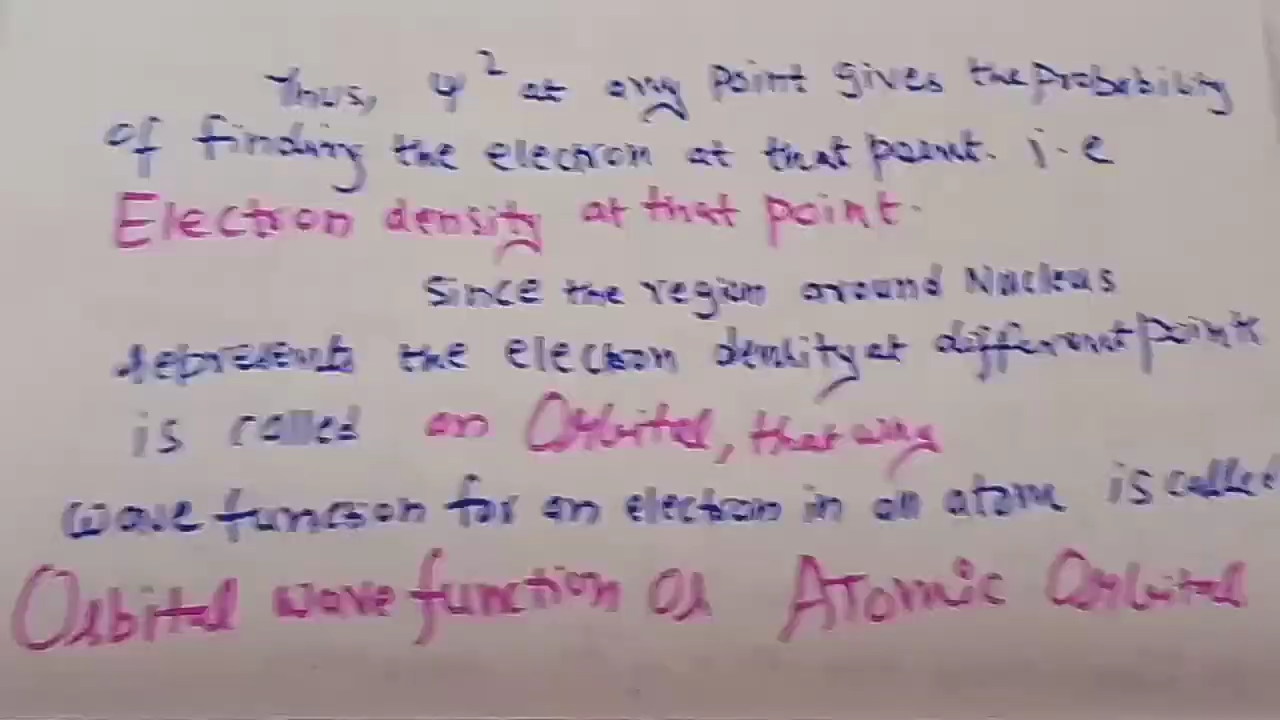 Thus, ψ² at any point gives the probability
of finding the electron at that point. i.e
Electron density at that point.
Since the region around Nucleus
represents the electron density at different points
is called an Orbital, that why
wave function for an electron in an atom is called
Orbital wave function or Atomic Orbital